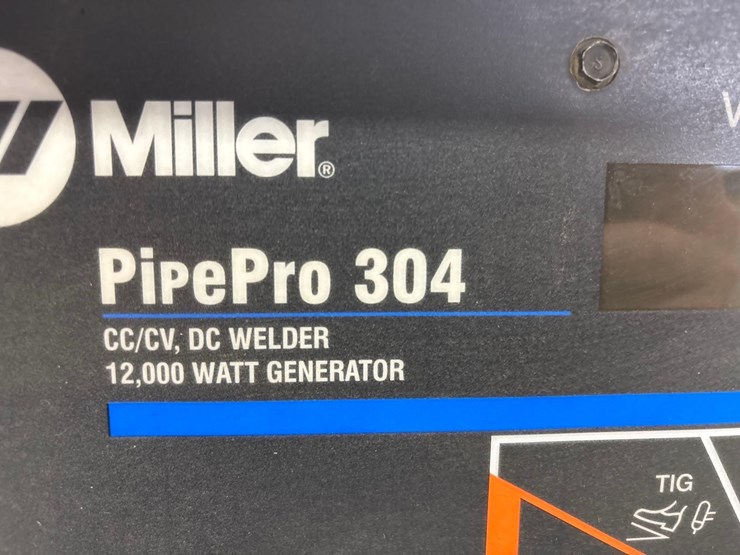 Miller®
PipePro 304
CC/CV, DC WELDER
12,000 WATT GENERATOR
TIG